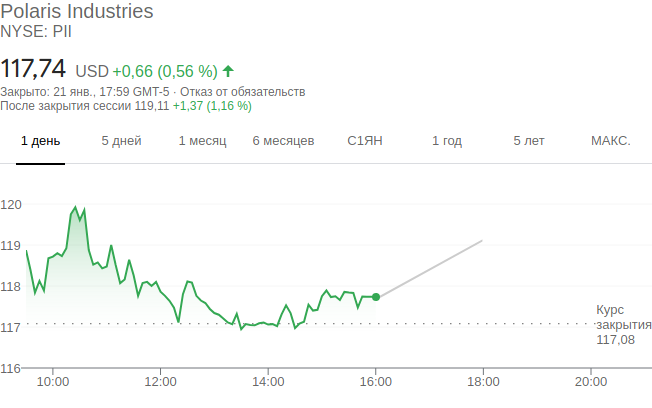 Polaris Industries
NYSE: PII
117,74 USD +0,66 (0,56 %)
Закрыто: 21 янв., 17:59 GMT-5 · Отказ от обязательств
После закрытия сессии 119,11 +1,37 (1,16 %)
1 день 5 дней 1 месяц 6 месяцев С1ЯН 1 год 5 лет МАКС.
120
119
118
117
116
Курс
закрытия
117,08
10:00 12:00 14:00 16:00 18:00 20:00